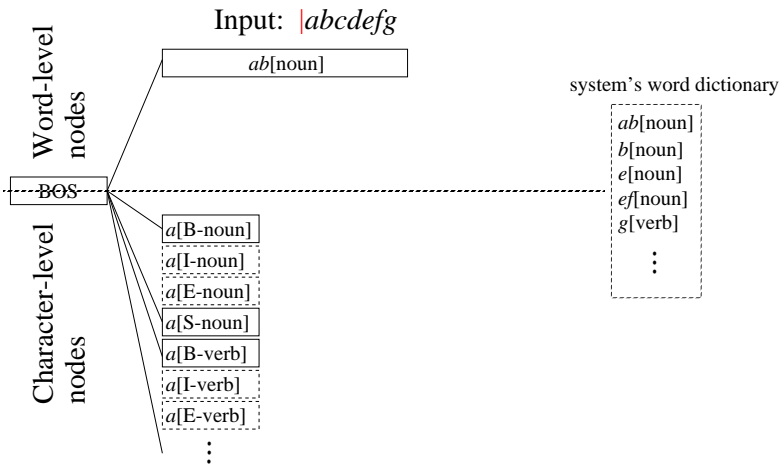 Input: |abcdefg
Word-level
nodes
ab[noun]
system's word dictionary
ab[noun]
b[noun]
e[noun]
ef[noun]
g[verb]
⋮
BOS
Character-level
nodes
a[B-noun]
a[I-noun]
a[E-noun]
a[S-noun]
a[B-verb]
a[I-verb]
a[E-verb]
⋮